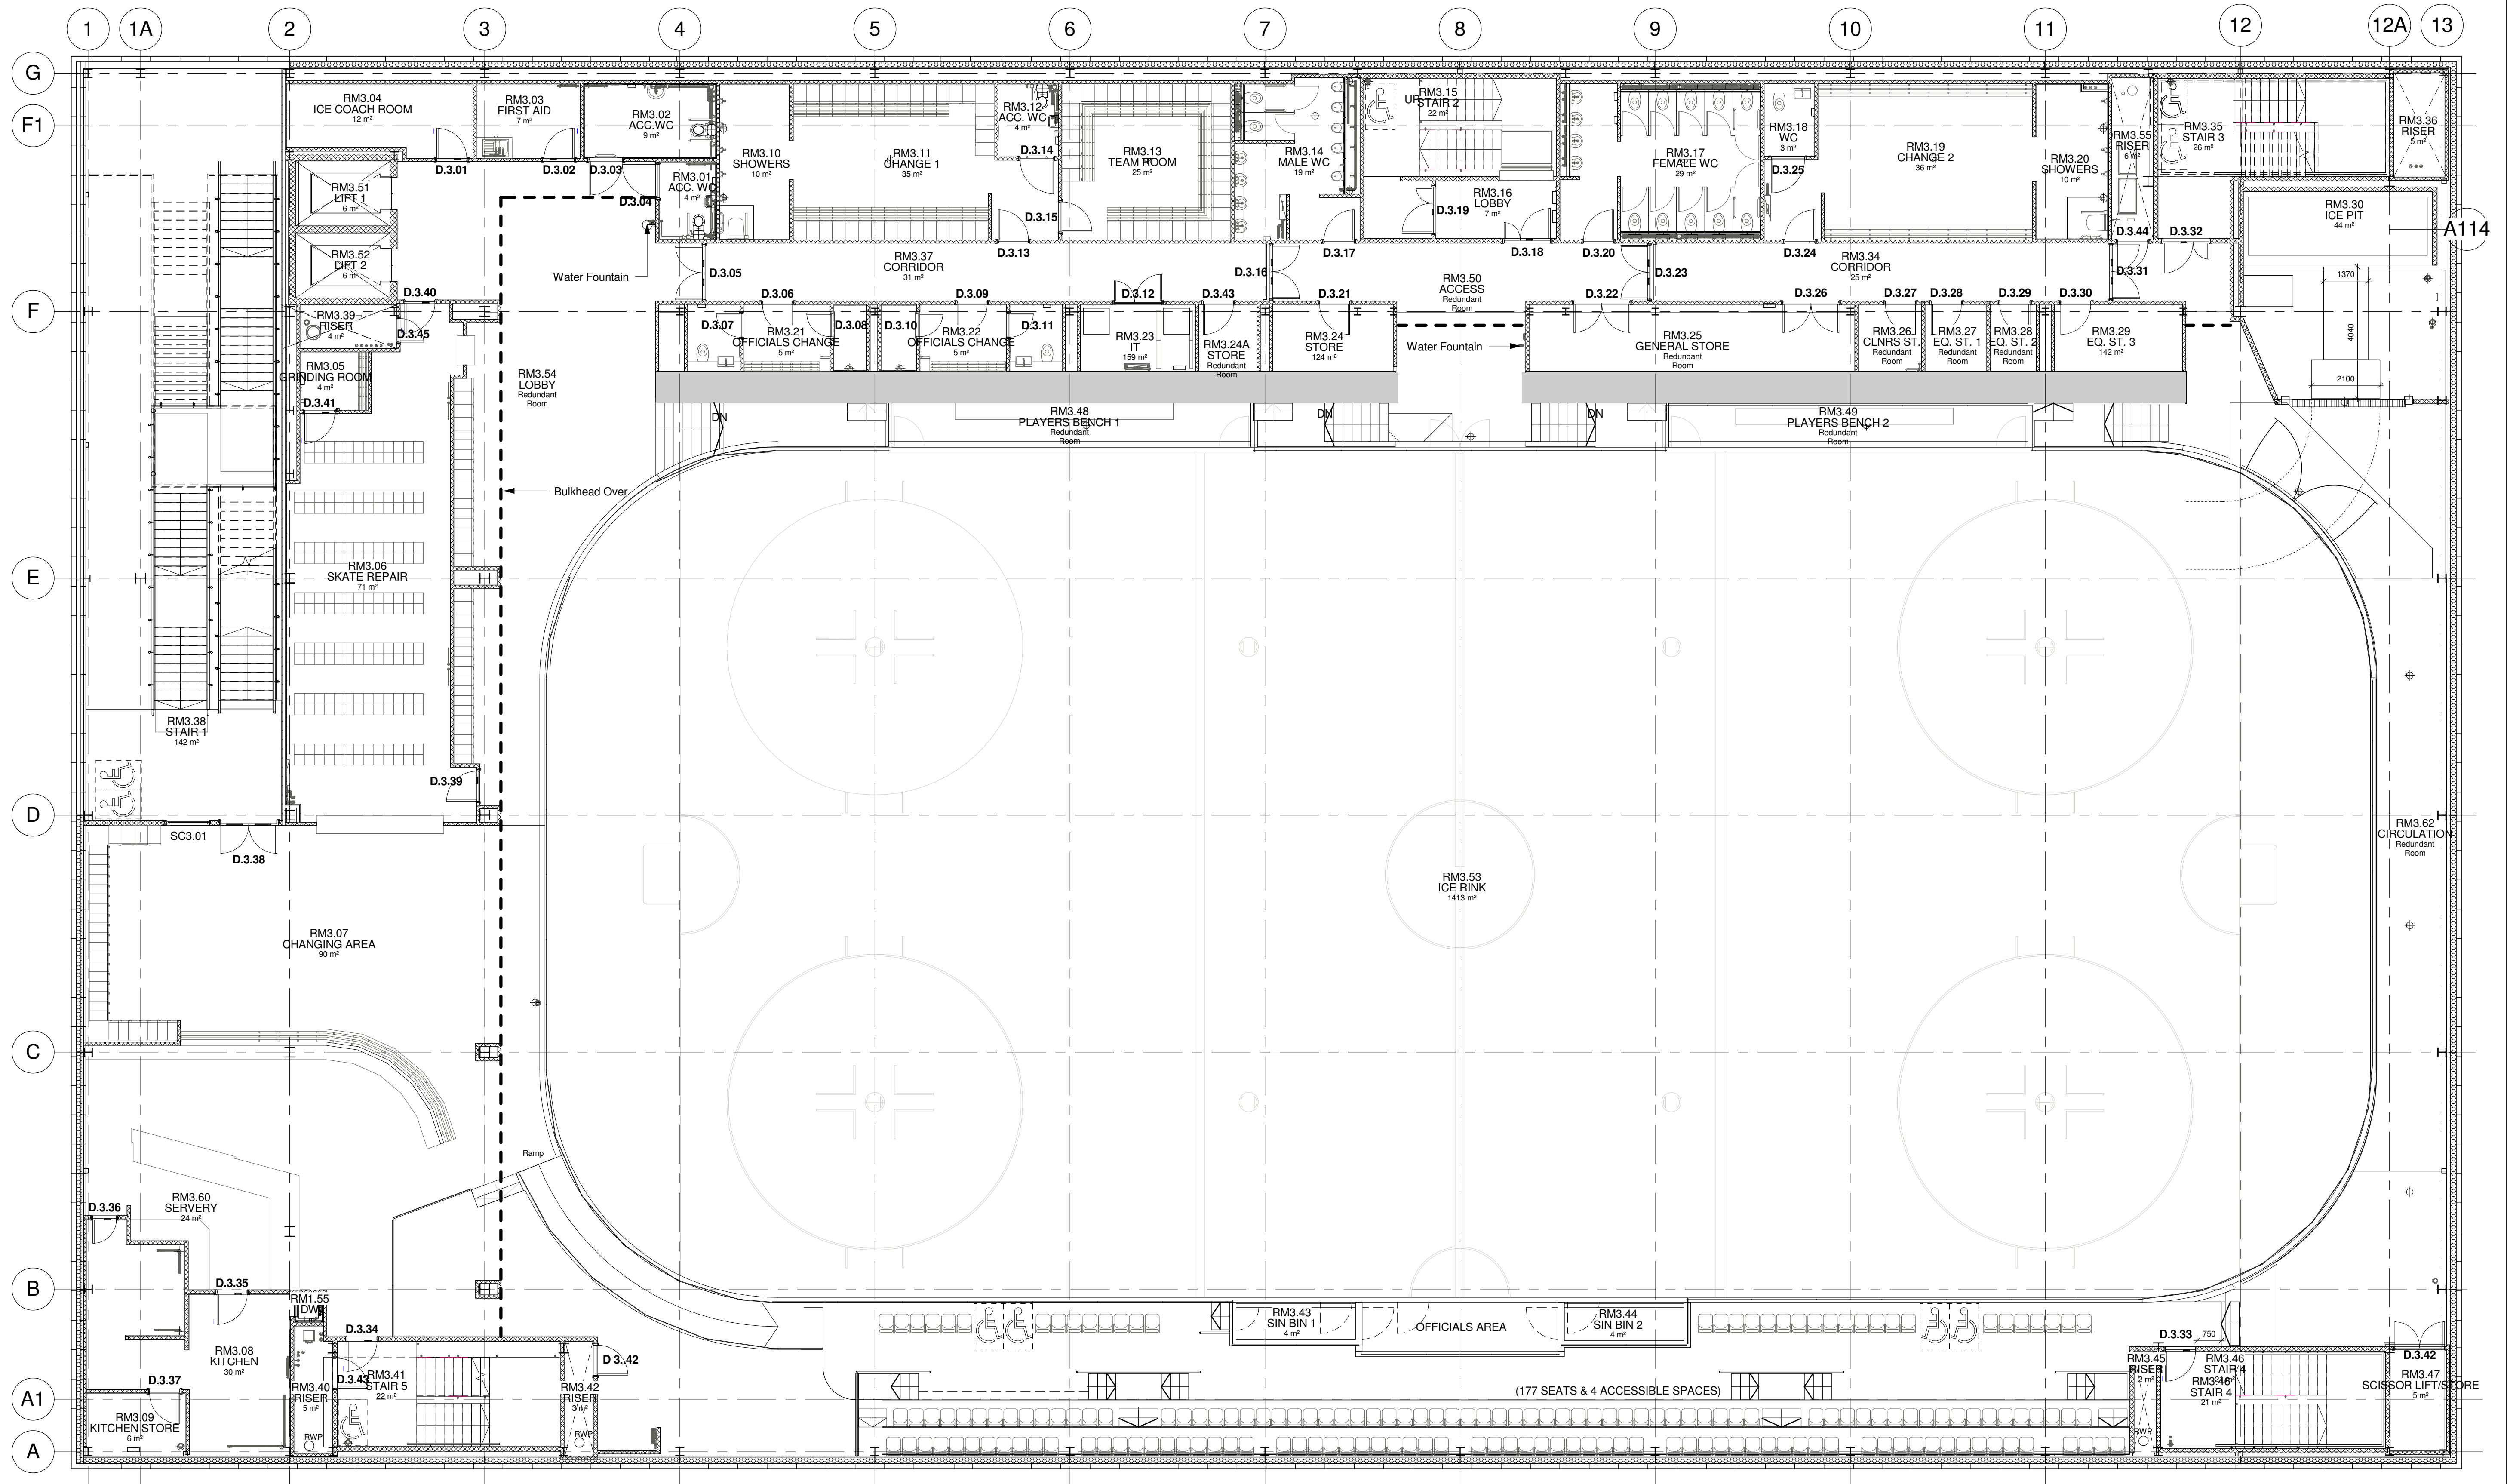 1
1A
2
3
4
5
6
7
8
9
10
11
12
12A
13
G
F1
F
E
D
C
B
A1
A
A114
RM3.04
ICE COACH ROOM
12 m²
RM3.03
FIRST AID
7 m²
RM3.02
ACC.WC
9 m²
RM3.10
SHOWERS
10 m²
RM3.11
CHANGE 1
35 m²
RM3.12
ACC. WC
4 m²
RM3.13
TEAM ROOM
25 m²
RM3.14
MALE WC
19 m²
RM3.15
UP
STAIR 2
22 m²
RM3.17
FEMALE WC
29 m²
RM3.18
WC
3 m²
RM3.19
CHANGE 2
36 m²
RM3.20
SHOWERS
10 m²
RM3.55
RISER
6 m²
RM3.35
STAIR 3
26 m²
RM3.36
RISER
5 m²
D.3.01
D.3.02
D.3.03
D.3.14
D.3.25
RM3.51
LIFT 1
6 m²
RM3.01
ACC. WC
4 m²
D.3.04
D.3.15
D.3.19
RM3.16
LOBBY
7 m²
RM3.30
ICE PIT
44 m²
RM3.52
LIFT 2
6 m²
Water Fountain
D.3.05
RM3.37
CORRIDOR
31 m²
D.3.13
D.3.16
D.3.17
D.3.18
D.3.20
D.3.23
D.3.24
RM3.34
CORRIDOR
25 m²
D.3.44
D.3.32
D.3.31
1370
4040
2100
RM3.50
ACCESS
Redundant
Room
D.3.40
D.3.06
D.3.09
D.3.12
D.3.43
D.3.21
D.3.22
D.3.26
D.3.27
D.3.28
D.3.29
D.3.30
RM3.39
RISER
4 m²
D.3.45
D.3.07
RM3.21
OFFICIALS CHANGE
5 m²
D.3.08
D.3.10
RM3.22
OFFICIALS CHANGE
5 m²
D.3.11
RM3.23
IT
159 m²
RM3.24A
STORE
Redundant
Room
RM3.24
STORE
124 m²
Water Fountain
RM3.25
GENERAL STORE
Redundant
Room
RM3.26
CLNRS ST.
Redundant
Room
RM3.27
EQ. ST. 1
Redundant
Room
RM3.28
EQ. ST. 2
Redundant
Room
RM3.29
EQ. ST. 3
142 m²
RM3.05
GRINDING ROOM
4 m²
D.3.41
RM3.54
LOBBY
Redundant
Room
DN
RM3.48
PLAYERS BENCH 1
Redundant
Room
DN
DN
RM3.49
PLAYERS BENCH 2
Redundant
Room
Bulkhead Over
RM3.06
SKATE REPAIR
71 m²
RM3.38
STAIR 1
142 m²
D.3.39
SC3.01
D.3.38
RM3.62
CIRCULATION
Redundant
Room
RM3.53
ICE RINK
1413 m²
RM3.07
CHANGING AREA
90 m²
Ramp
RM3.60
SERVERY
24 m²
D.3.36
D.3.35
RM1.55
DW
D.3.34
RM3.08
KITCHEN
30 m²
D.3.37
RM3.09
KITCHEN STORE
6 m²
RM3.40
RISER
5 m²
RWP
D.3.43
RM3.41
STAIR 5
22 m²
D 3..42
RM3.42
RISER
3 m²
RWP
RM3.43
SIN BIN 1
4 m²
OFFICIALS AREA
RM3.44
SIN BIN 2
4 m²
(177 SEATS & 4 ACCESSIBLE SPACES)
D.3.33
750
RM3.45
RISER
2 m²
RWP
RM3.46
STAIR 4
RM3.46
STAIR 4
21 m²
D.3.42
RM3.47
SCISSOR LIFT/STORE
5 m²